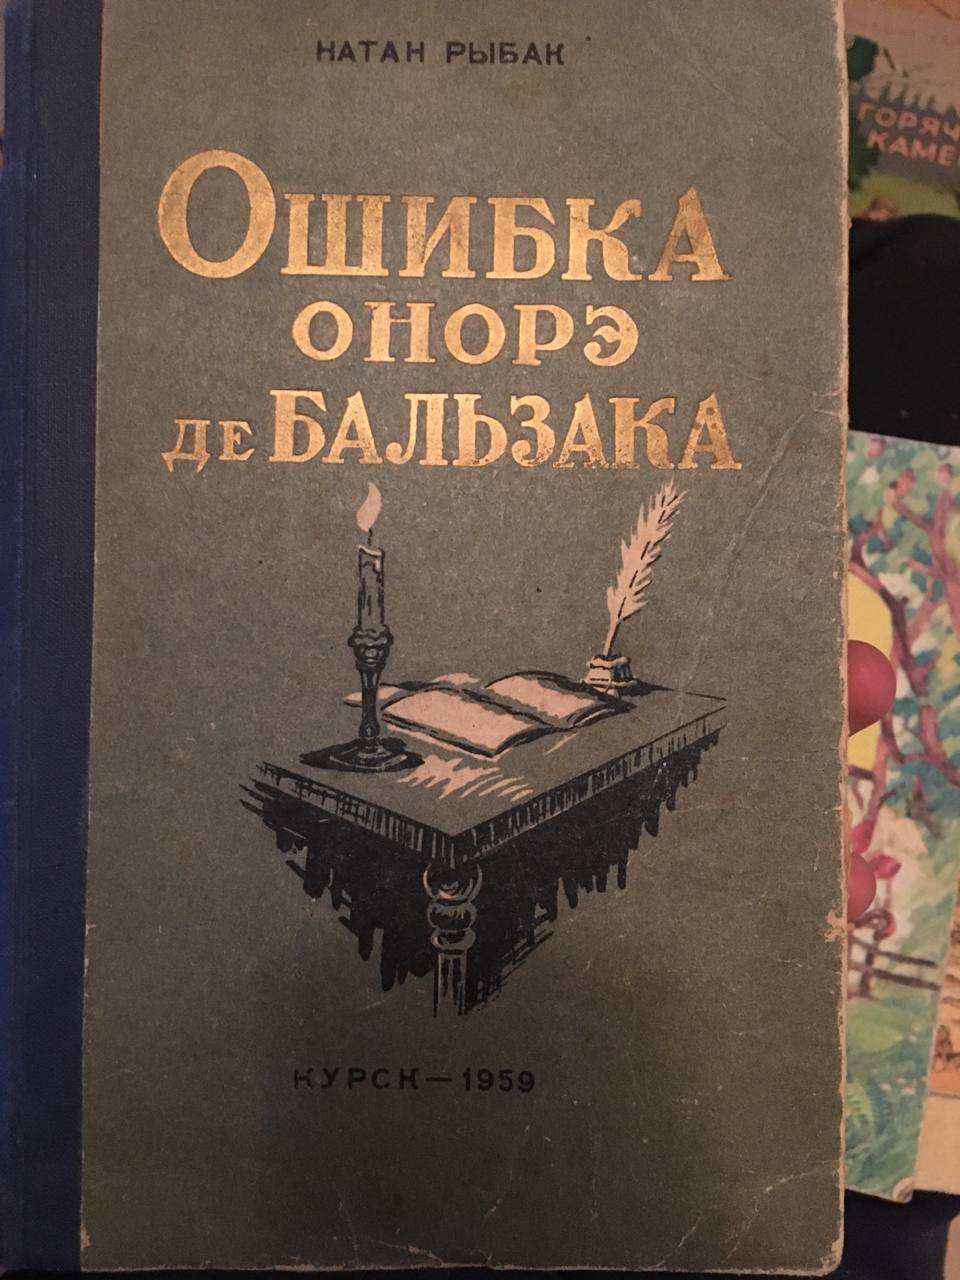 НАТАН РЫБАК
ОШИБКА
ОНОРЭ
ДЕ БАЛЬЗАКА
КУРСК — 1959